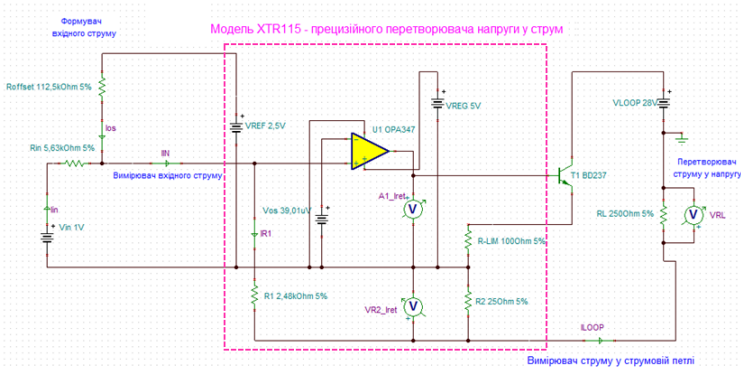 Формувач
вхідного струму
Модель XTR115 - прецизійного перетворювача напруги у струм
Roffset 112,5kOhm 5%
Ios
VREF 2,5V
VREG 5V
VLOOP 28V
U1 OPA347
Rin 5,63kOhm 5%
IIN
Вимірювач вхідного струму
T1 BD237
Перетворювач
струму у напругу
Iin
Vin 1V
Vos 39,01uV
A1_Iret
V
IR1
R-LIM 100Ohm 5%
RL 250Ohm 5%
V
VRL
R1 2,48kOhm 5%
VR2_Iret
V
R2 25Ohm 5%
ILOOP
Вимірювач струму у струмовій петлі